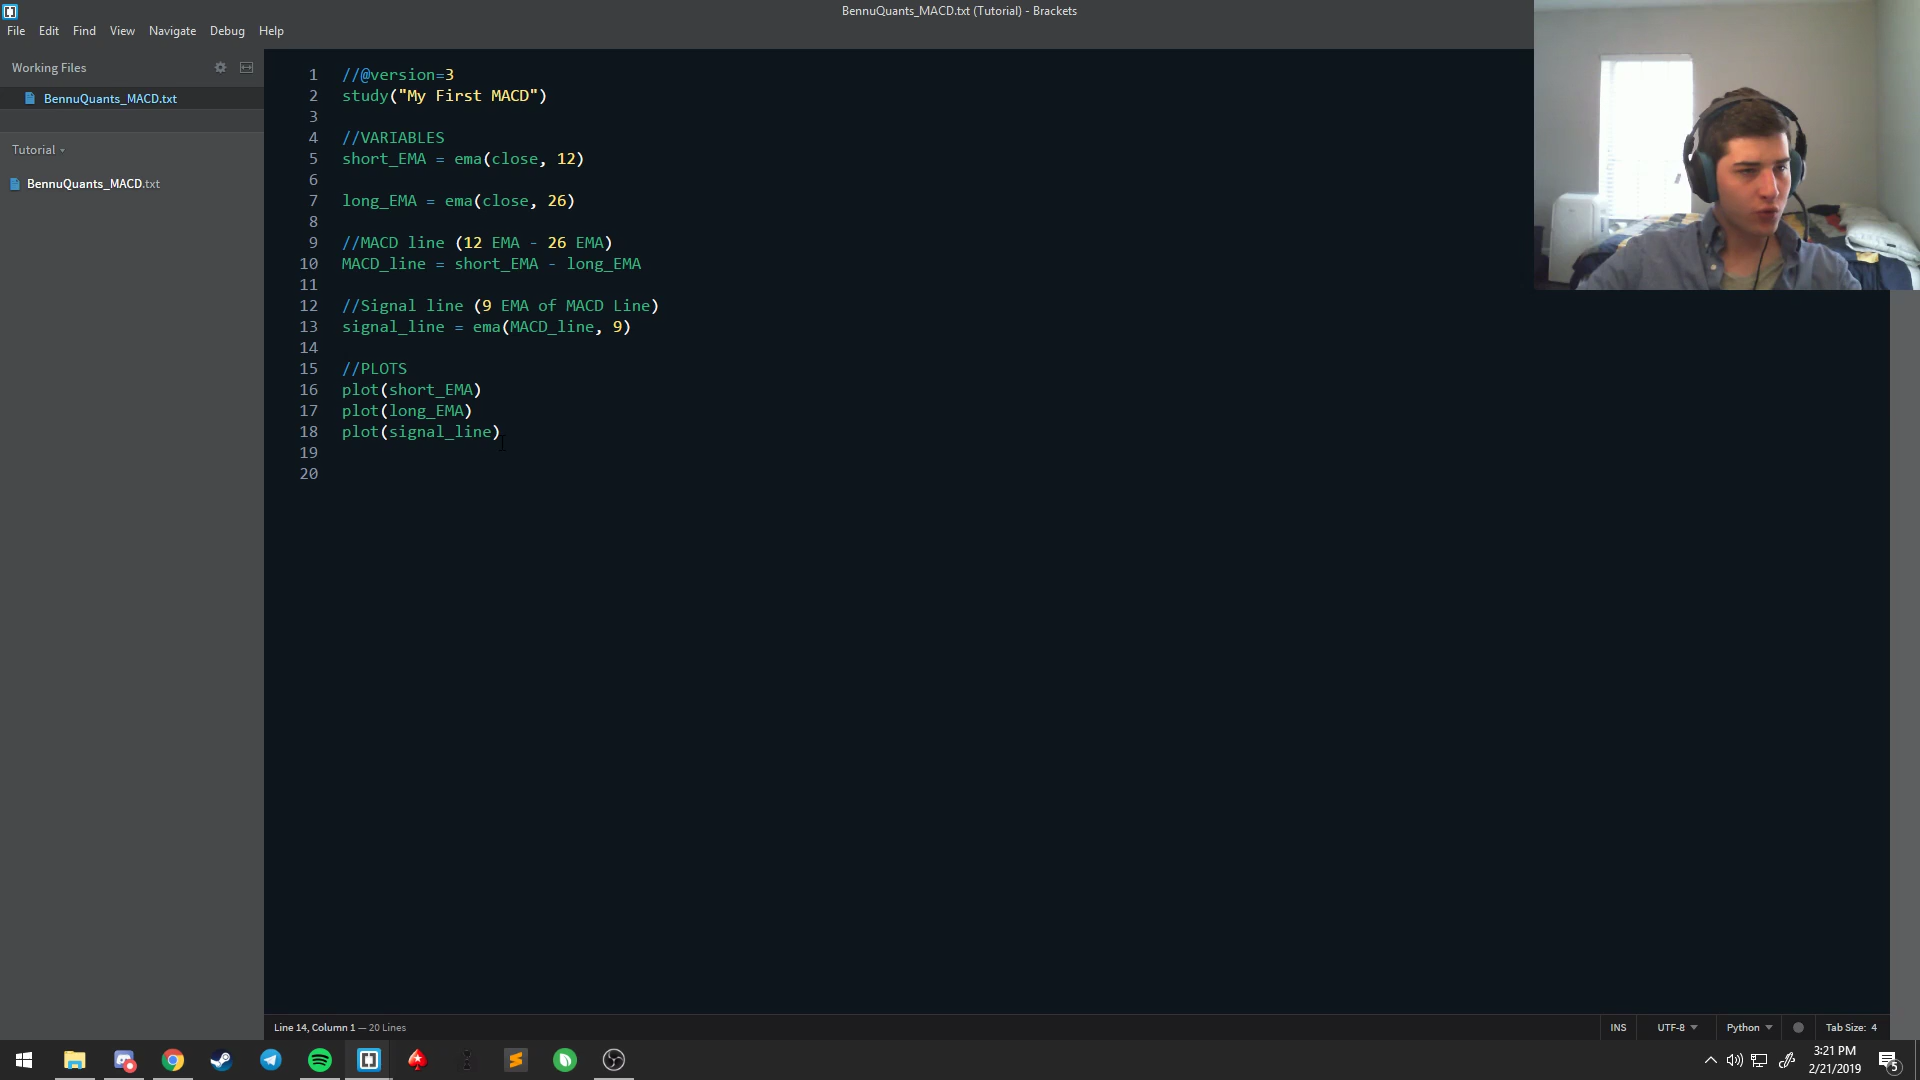 BennuQuants_MACD.txt (Tutorial) - Brackets
File Edit Find View Navigate Debug Help
Working Files
BennuQuants_MACD.txt
Tutorial
BennuQuants_MACD.txt
1 //@version=3
2 study("My First MACD")
3
4 //VARIABLES
5 short_EMA = ema(close, 12)
6
7 long_EMA = ema(close, 26)
8
9 //MACD line (12 EMA - 26 EMA)
10 MACD_line = short_EMA - long_EMA
11
12 //Signal line (9 EMA of MACD Line)
13 signal_line = ema(MACD_line, 9)
14
15 //PLOTS
16 plot(short_EMA)
17 plot(long_EMA)
18 plot(signal_line)
19
20
Line 14, Column 1 — 20 Lines
INS UTF-8 Python Tab Size: 4
3:21 PM
2/21/2019
5